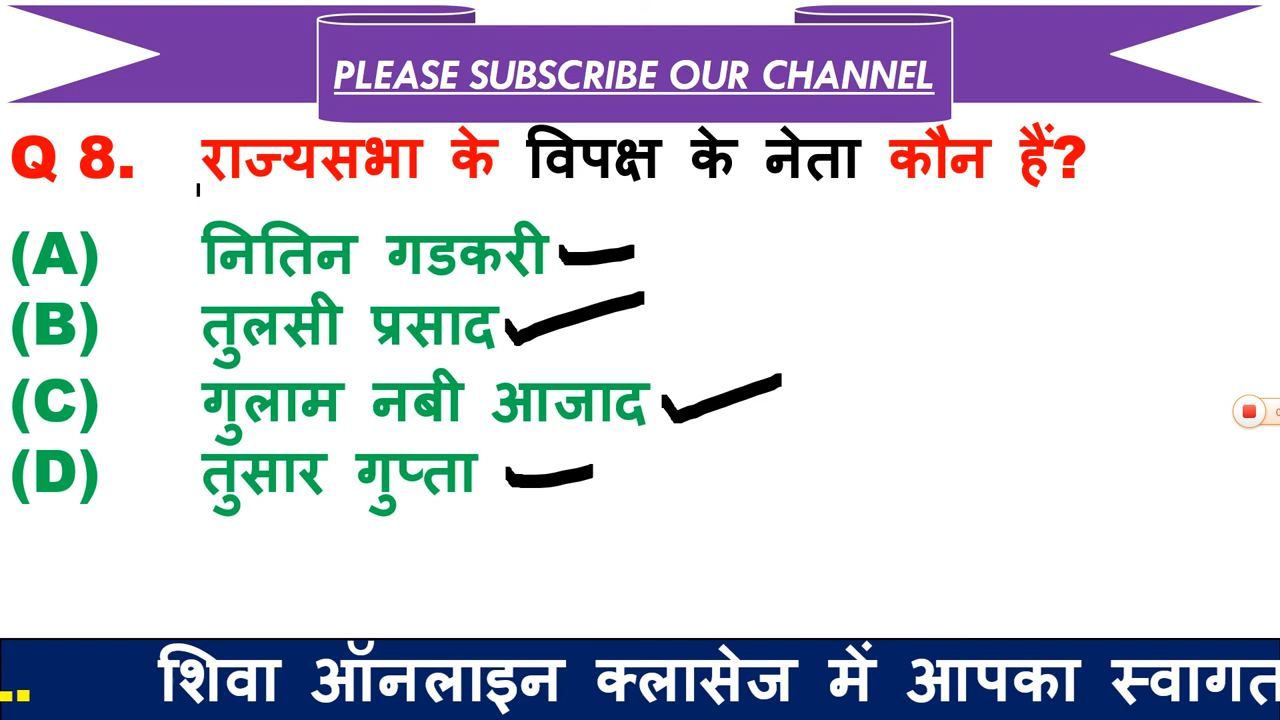 PLEASE SUBSCRIBE OUR CHANNEL
Q 8. राज्यसभा के विपक्ष के नेता कौन हैं?
(A) नितिन गडकरी
(B) तुलसी प्रसाद
(C) गुलाम नबी आजाद
(D) तुसार गुप्ता
.. शिवा ऑनलाइन क्लासेज में आपका स्वागत